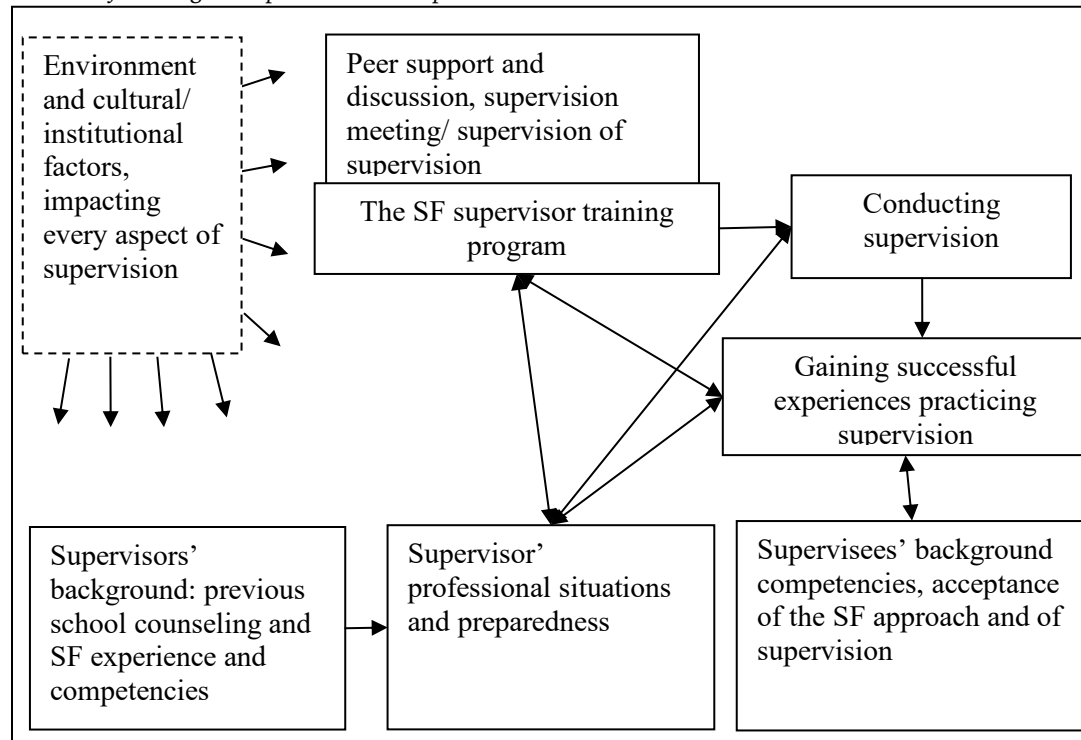 Environment
and cultural/
institutional
factors,
impacting
every aspect of
supervision
Peer support and
discussion, supervision
meeting/ supervision of
supervision
The SF supervisor training
program
Conducting
supervision
Gaining successful
experiences practicing
supervision
Supervisors’
background: previous
school counseling and
SF experience and
competencies
Supervisor’
professional situations
and preparedness
Supervisees’ background
competencies, acceptance
of the SF approach and of
supervision